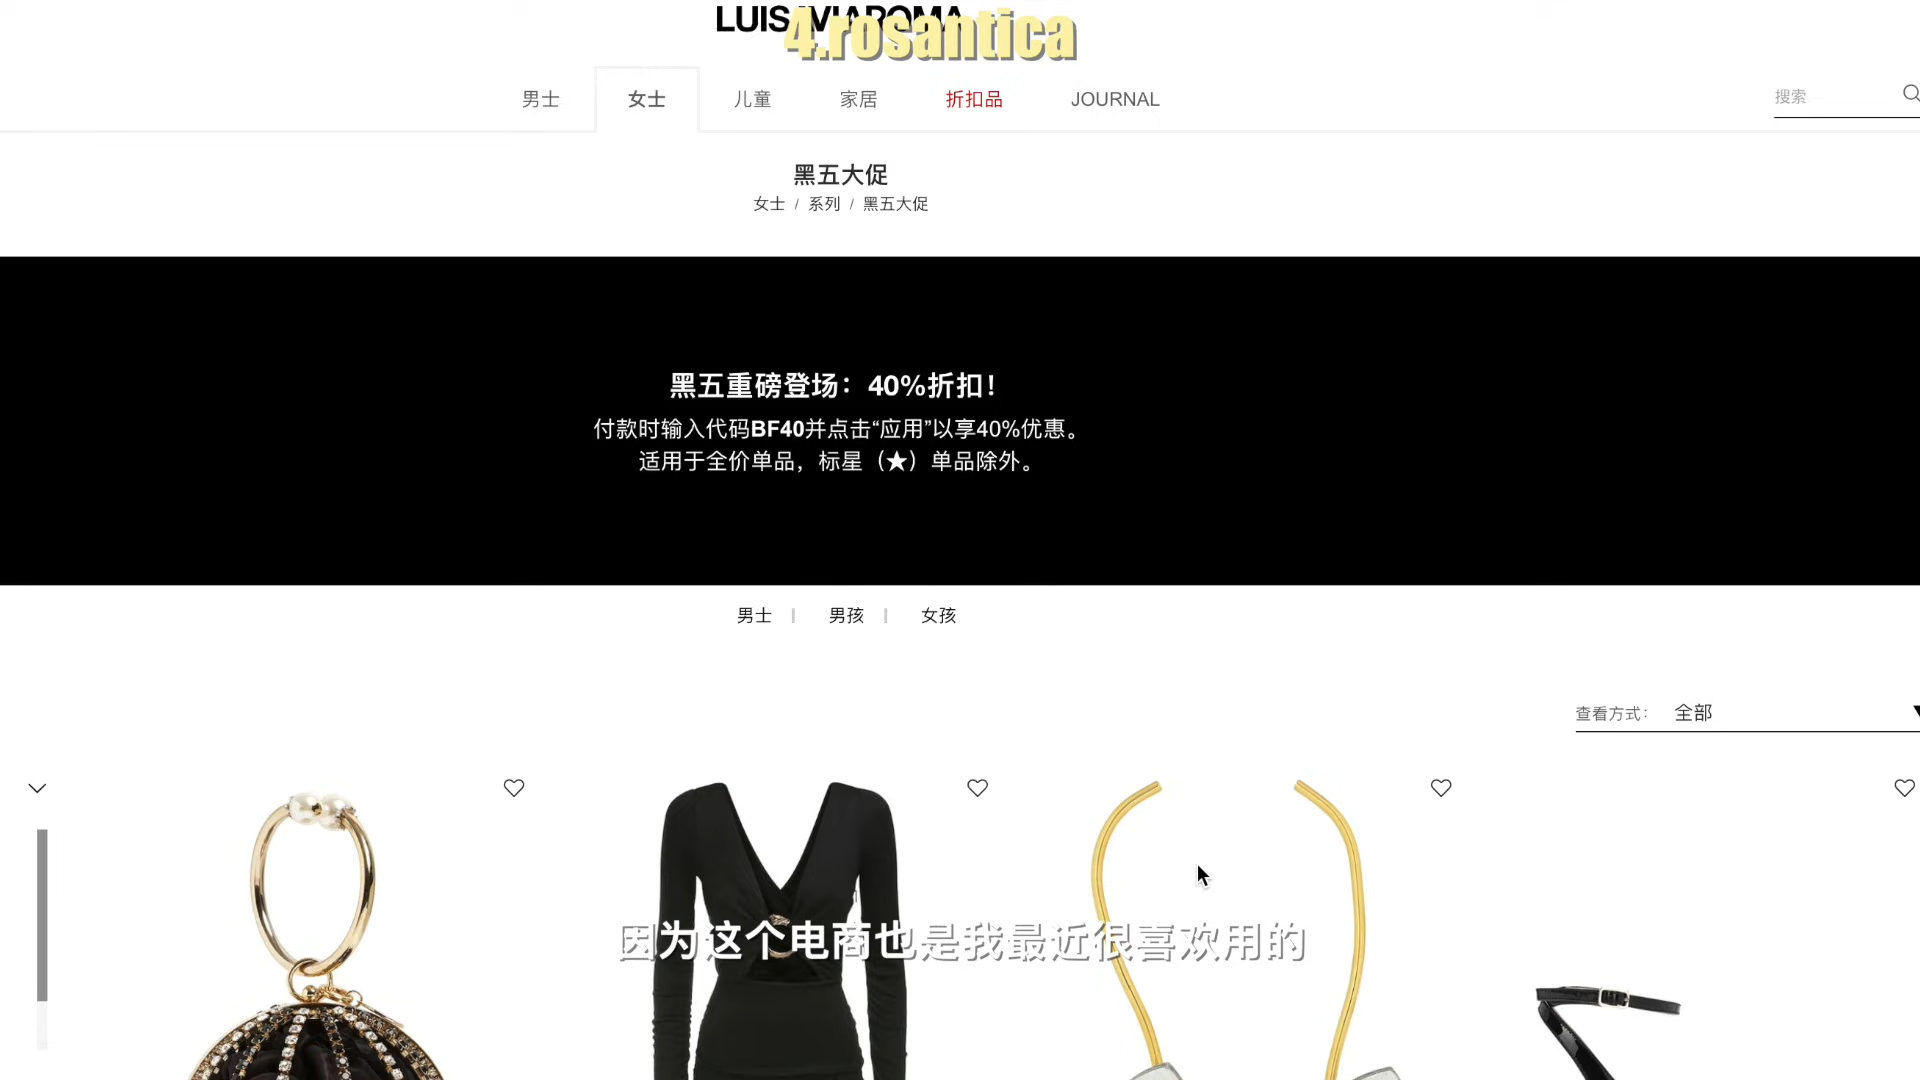 LUISAVIAROMA
4.rosantica
男士
女士
儿童
家居
折扣品
JOURNAL
搜索
黑五大促
女士 / 系列 / 黑五大促
黑五重磅登场：40%折扣！
付款时输入代码BF40并点击“应用”以享40%优惠。
适用于全价单品，标星（★）单品除外。
男士 | 男孩 | 女孩
查看方式： 全部
因为这个电商也是我最近很喜欢用的